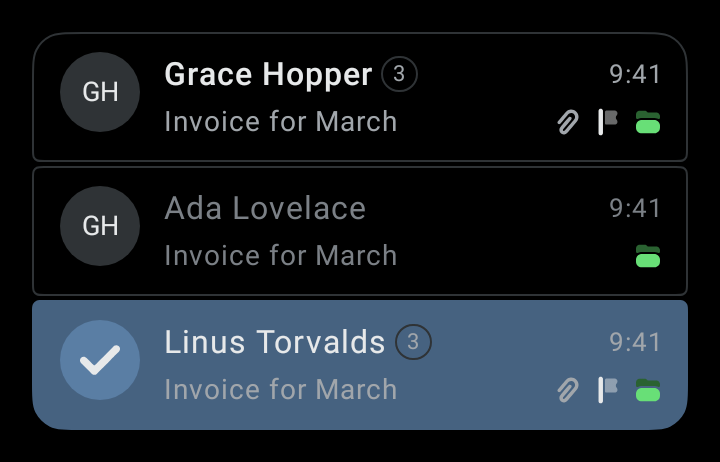 GH Grace Hopper 3 9:41
Invoice for March
GH Ada Lovelace 9:41
Invoice for March
Linus Torvalds 3 9:41
Invoice for March